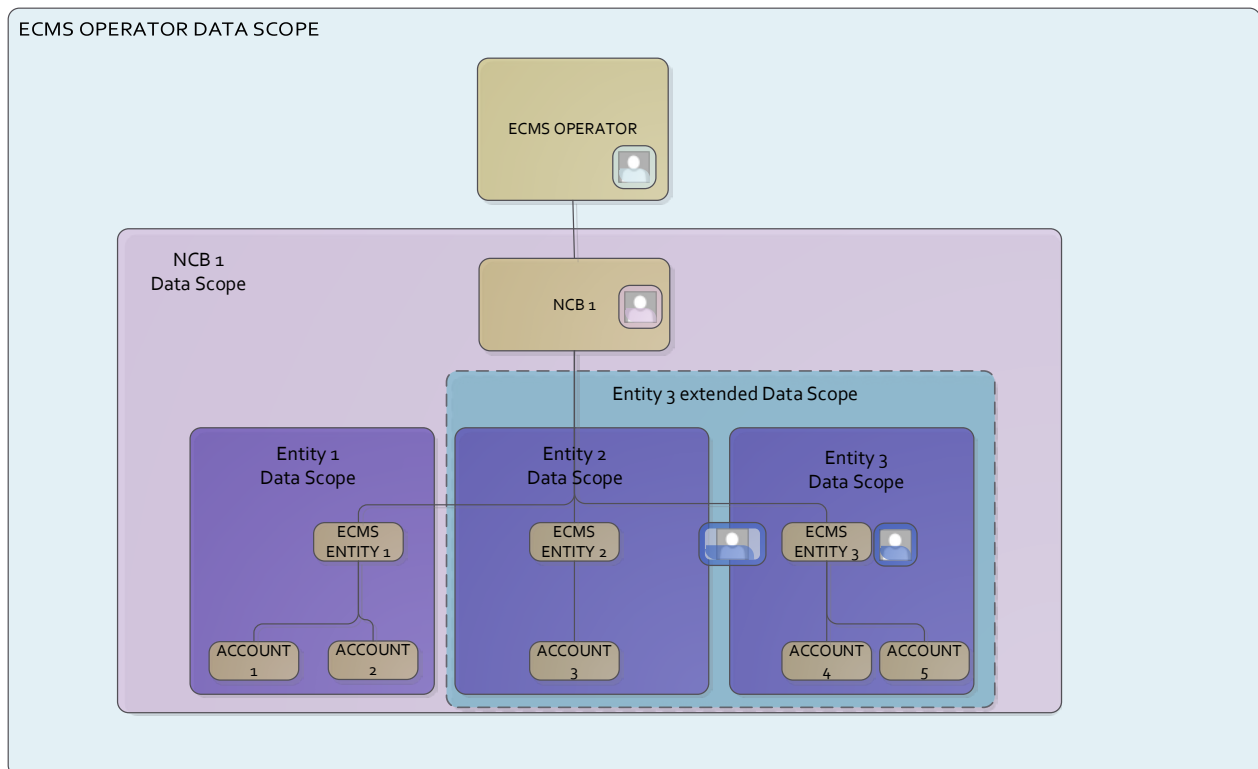 ECMS OPERATOR DATA SCOPE
ECMS OPERATOR
NCB 1
Data Scope
NCB 1
Entity 3 extended Data Scope
Entity 1
Data Scope
Entity 2
Data Scope
Entity 3
Data Scope
ECMS
ENTITY 1
ECMS
ENTITY 2
ECMS
ENTITY 3
ACCOUNT
1
ACCOUNT
2
ACCOUNT
3
ACCOUNT
4
ACCOUNT
5